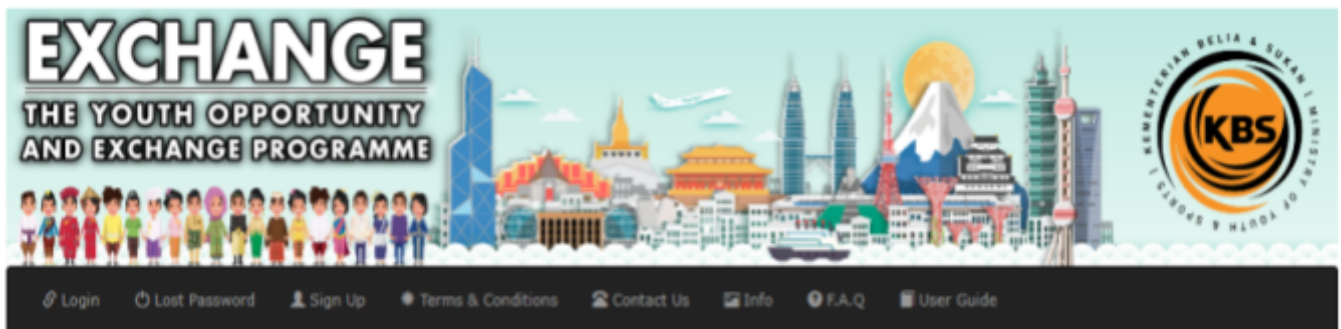 EXCHANGE
THE YOUTH OPPORTUNITY
AND EXCHANGE PROGRAMME
KEMENTERIAN BELIA & SUKAN | MINISTRY OF YOUTH & SPORTS |
KBS
Login Lost Password Sign Up Terms & Conditions Contact Us Info F.A.Q User Guide